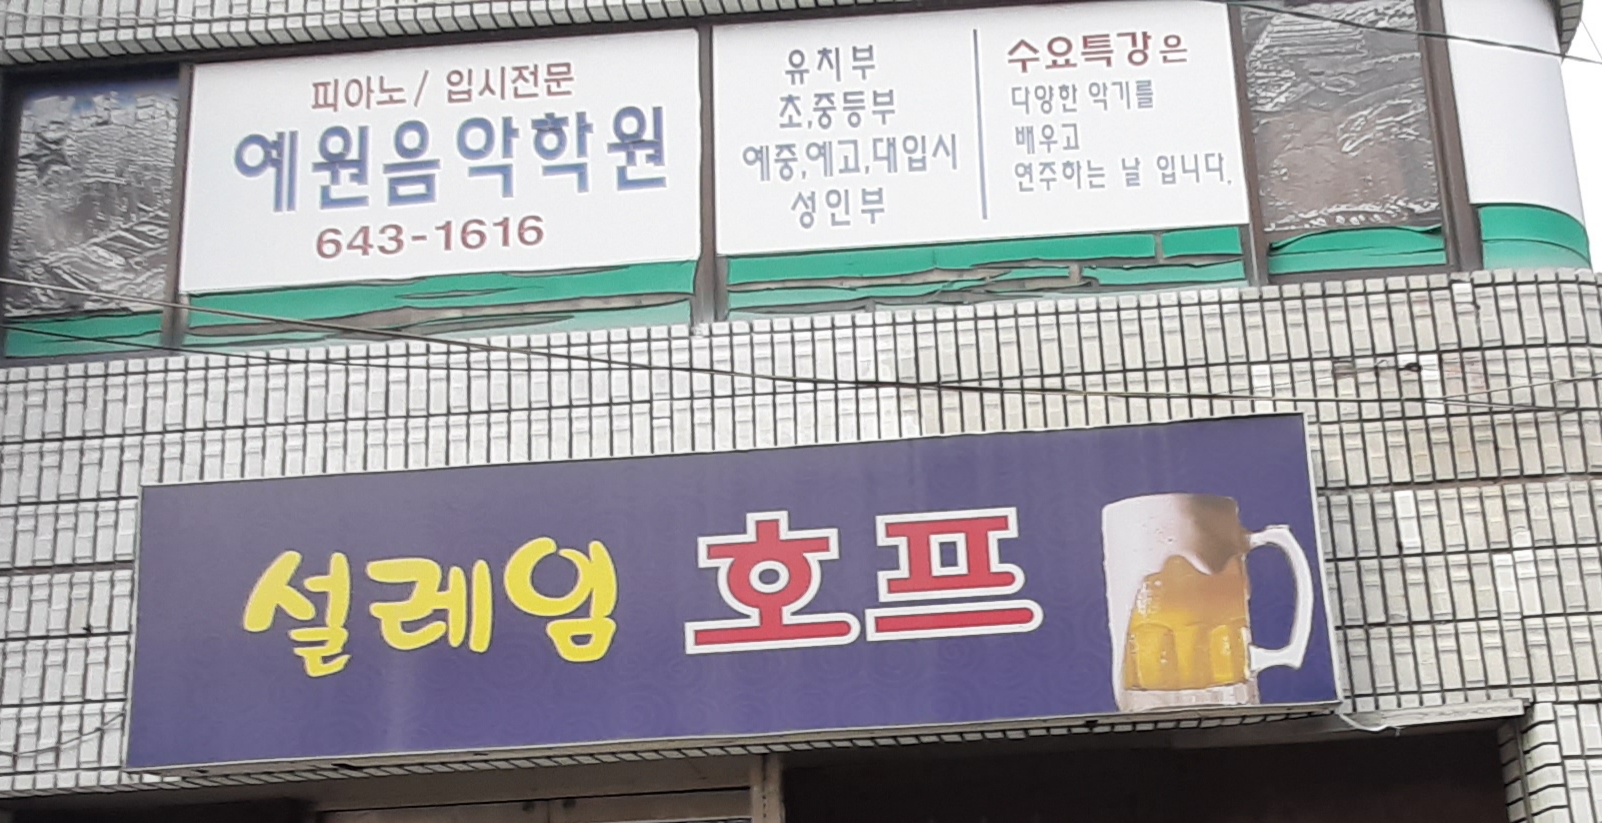 피아노/ 입시전문
예원음악학원
643-1616
유치부
초,중등부
예중,예고,대입시
성인부
수요특강은
다양한 악기를
배우고
연주하는 날 입니다.
설레임 호프